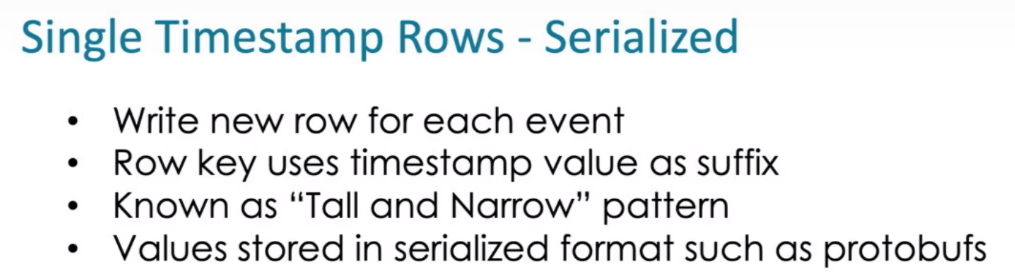 Single Timestamp Rows - Serialized
• Write new row for each event
• Row key uses timestamp value as suffix
• Known as “Tall and Narrow” pattern
• Values stored in serialized format such as protobufs